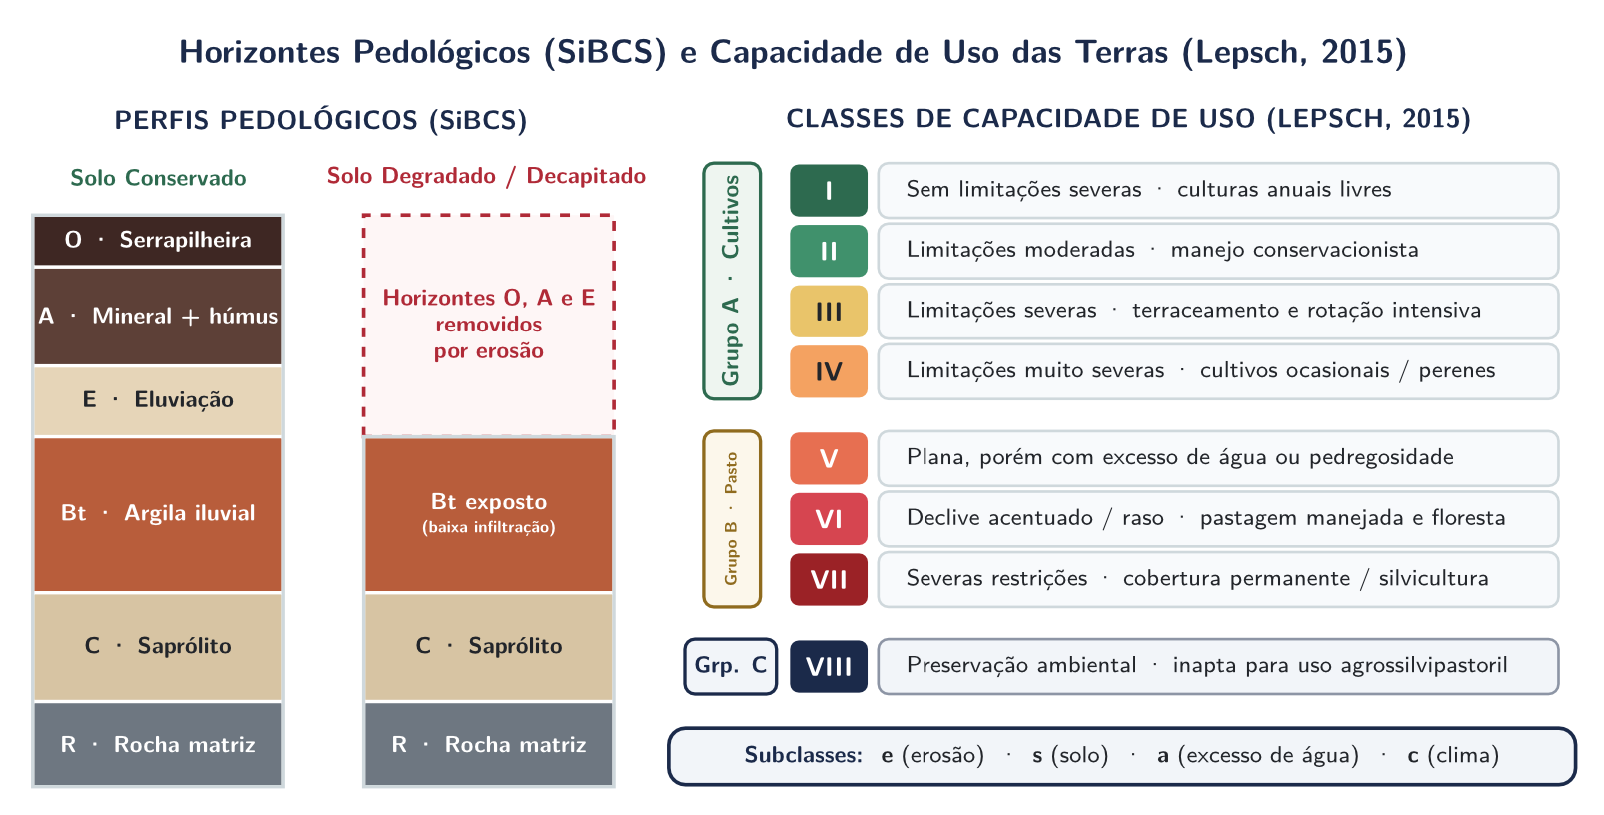 Horizontes Pedológicos (SiBCS) e Capacidade de Uso das Terras (Lepsch, 2015)
PERFIS PEDOLÓGICOS (SiBCS)
Solo Conservado
O · Serrapilheira
A · Mineral + húmus
E · Eluviação
Bt · Argila iluvial
C · Saprólito
R · Rocha matriz
Solo Degradado / Decapitado
Horizontes O, A e E
removidos
por erosão
Bt exposto
(baixa infiltração)
C · Saprólito
R · Rocha matriz
CLASSES DE CAPACIDADE DE USO (LEPSCH, 2015)
Grupo A · Cultivos
I Sem limitações severas · culturas anuais livres
II Limitações moderadas · manejo conservacionista
III Limitações severas · terraceamento e rotação intensiva
IV Limitações muito severas · cultivos ocasionais / perenes
Grupo B · Pasto
V Plana, porém com excesso de água ou pedregosidade
VI Declive acentuado / raso · pastagem manejada e floresta
VII Severas restrições · cobertura permanente / silvicultura
Grp. C
VIII Preservação ambiental · inapta para uso agrossilvipastoril
Subclasses: e (erosão) · s (solo) · a (excesso de água) · c (clima)